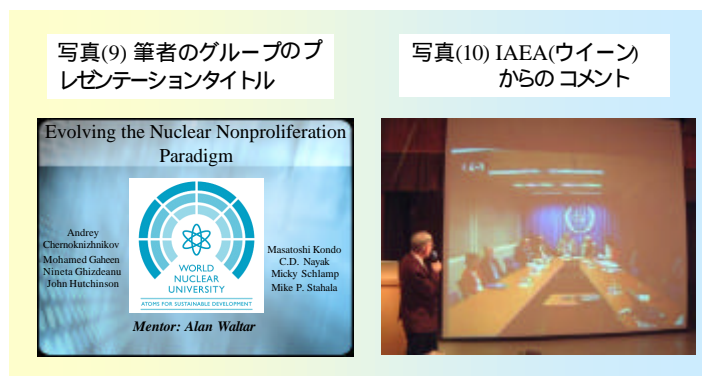 写真(9) 筆者のグループのプ
レゼンテーションタイトル
Evolving the Nuclear Nonproliferation
Paradigm
Andrey
Chernoknizhnikov
Mohamed Gaheen
Nineta Ghizdeanu
John Hutchinson
WORLD
NUCLEAR
UNIVERSITY
ATOMS FOR SUSTAINABLE DEVELOPMENT
Masatoshi Kondo
C.D. Nayak
Micky Schlamp
Mike P. Stahala
Mentor: Alan Waltar
写真(10) IAEA(ウイーン)
からの コメント